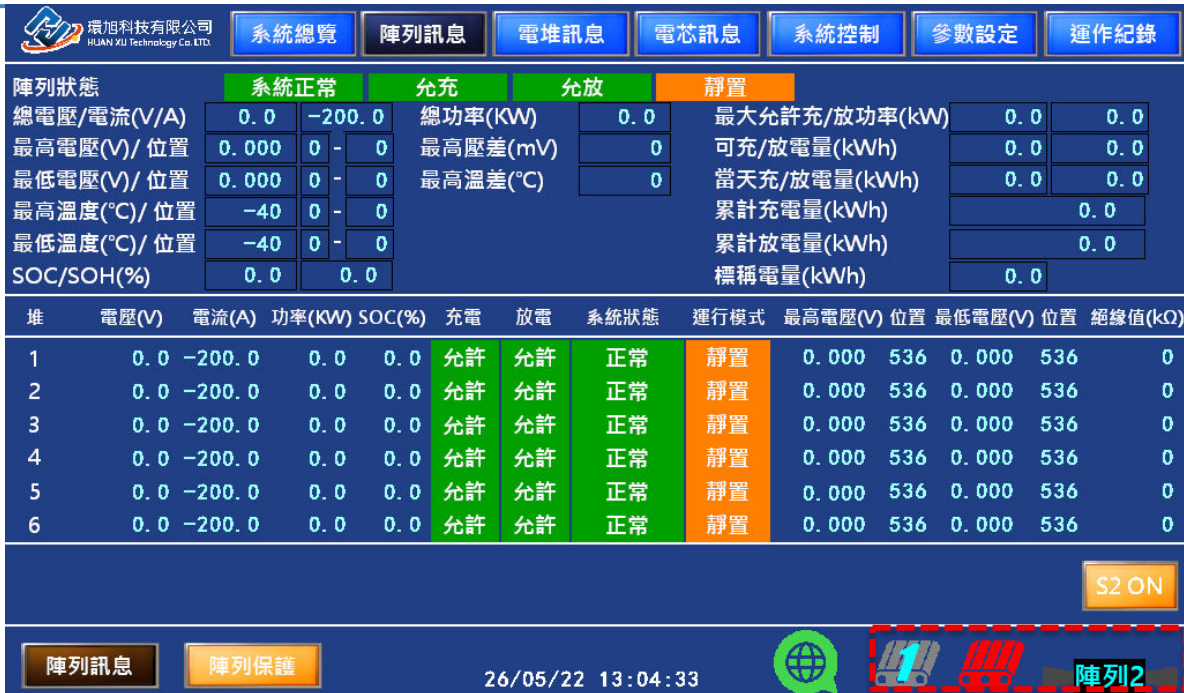 環旭科技有限公司
HUAN XU Technology Co. LTD.
系統總覽 陣列訊息 電堆訊息 電芯訊息 系統控制 參數設定 運作紀錄
陣列狀態 系統正常 允充 允放 靜置
總電壓/電流(V/A) 0.0 -200.0 總功率(KW) 0.0 最大允許充/放功率(kW) 0.0 0.0
最高電壓(V)/ 位置 0.000 0 - 0 最高壓差(mV) 0 可充/放電量(kWh) 0.0 0.0
最低電壓(V)/ 位置 0.000 0 - 0 最高溫差(℃) 0 當天充/放電量(kWh) 0.0 0.0
最高溫度(℃)/ 位置 -40 0 - 0 累計充電量(kWh) 0.0
最低溫度(℃)/ 位置 -40 0 - 0 累計放電量(kWh) 0.0
SOC/SOH(%) 0.0 0.0 標稱電量(kWh) 0.0
堆 電壓(V) 電流(A) 功率(KW) SOC(%) 充電 放電 系統狀態 運行模式 最高電壓(V) 位置 最低電壓(V) 位置 絕緣值(kΩ)
1 0.0 -200.0 0.0 0.0 允許 允許 正常 靜置 0.000 536 0.000 536 0
2 0.0 -200.0 0.0 0.0 允許 允許 正常 靜置 0.000 536 0.000 536 0
3 0.0 -200.0 0.0 0.0 允許 允許 正常 靜置 0.000 536 0.000 536 0
4 0.0 -200.0 0.0 0.0 允許 允許 正常 靜置 0.000 536 0.000 536 0
5 0.0 -200.0 0.0 0.0 允許 允許 正常 靜置 0.000 536 0.000 536 0
6 0.0 -200.0 0.0 0.0 允許 允許 正常 靜置 0.000 536 0.000 536 0
S2 ON
陣列訊息 陣列保護 26/05/22 13:04:33 1 陣列2